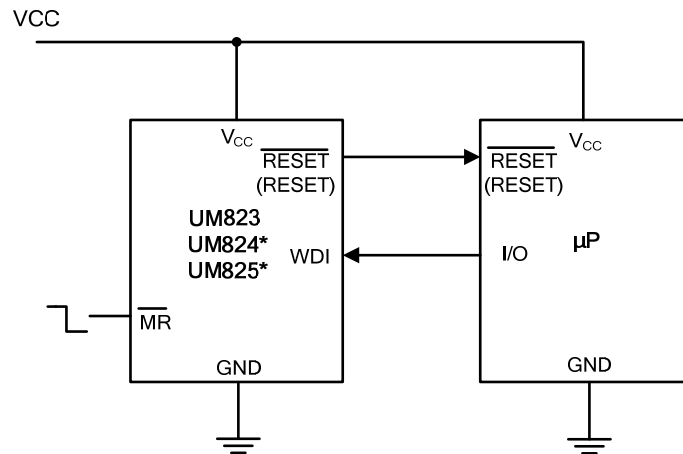 VCC
VCC
RESET
(RESET)
UM823
UM824*
UM825*
WDI
MR
GND
VCC
RESET
(RESET)
I/O
µP
GND